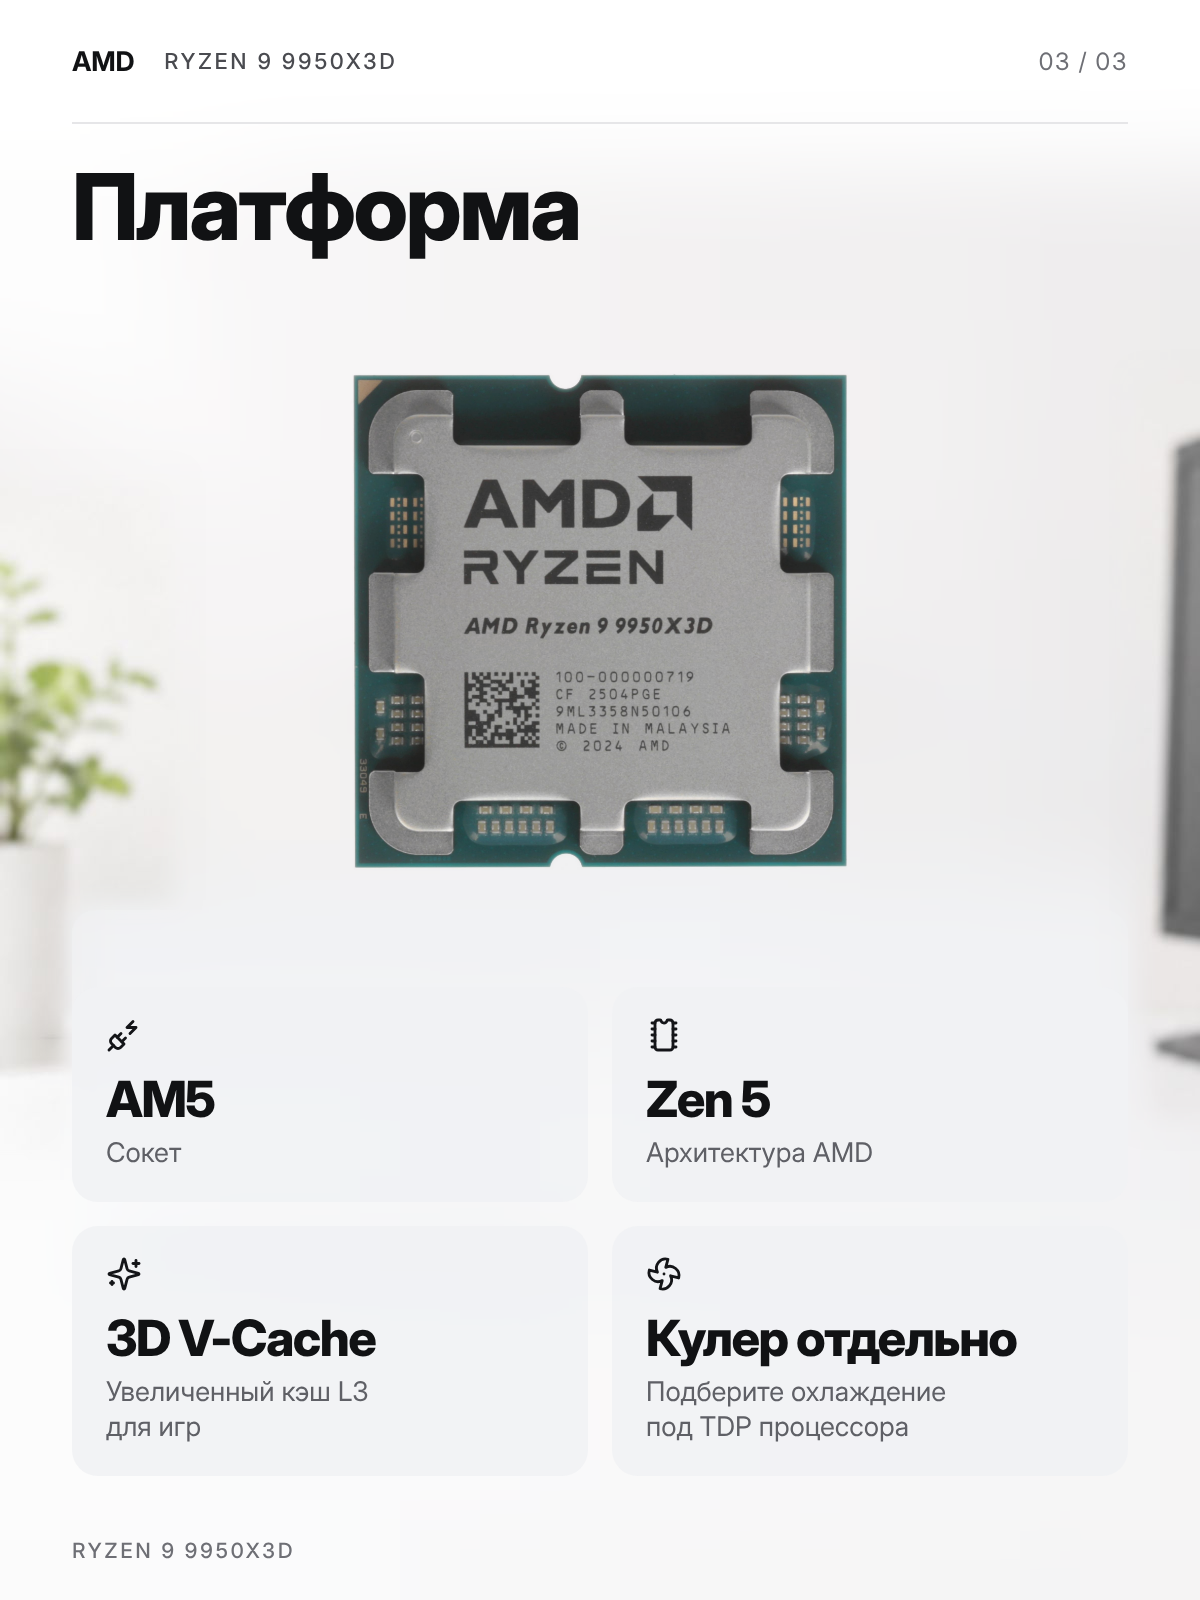 AMD RYZEN 9 9950X3D 03 / 03
Платформа
AMD
RYZEN
AMD Ryzen 9 9950X3D
100-000000719
CF 2504PGE
9ML3358N50106
MADE IN MALAYSIA
© 2024 AMD
33049 E
AM5
Сокет
Zen 5
Архитектура AMD
3D V-Cache
Увеличенный кэш L3
для игр
Кулер отдельно
Подберите охлаждение
под TDP процессора
RYZEN 9 9950X3D